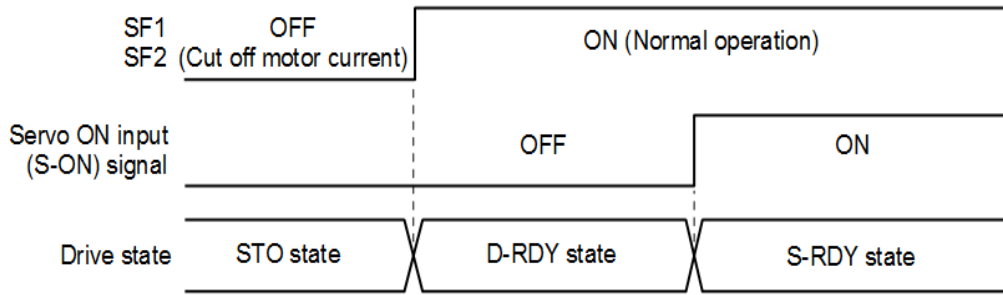 SF1
SF2
OFF
(Cut off motor current)
ON (Normal operation)
Servo ON input
(S-ON) signal
OFF
ON
Drive state
STO state
D-RDY state
S-RDY state